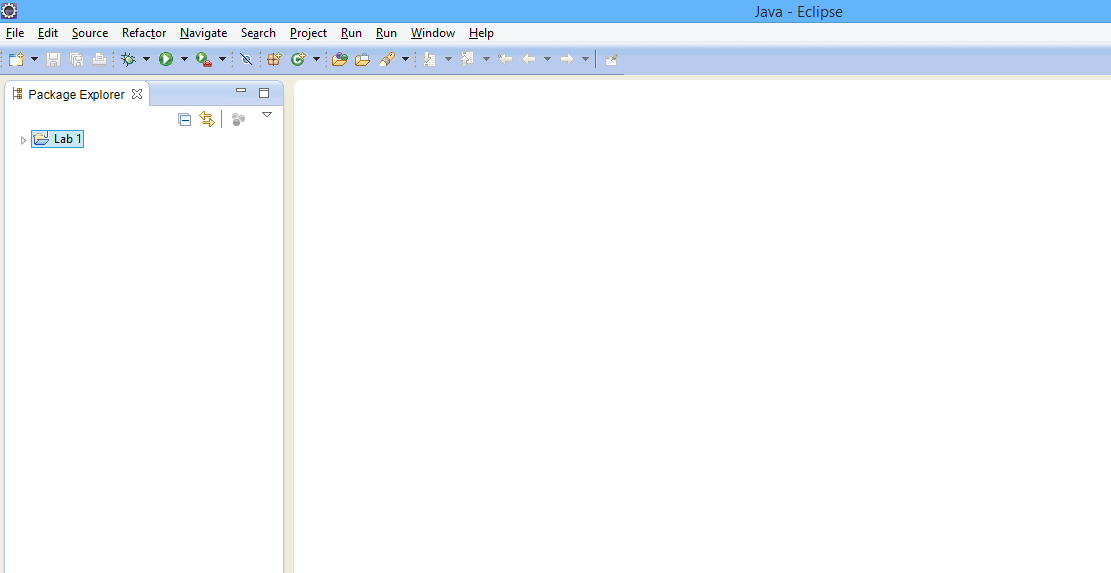 Java - Eclipse
File Edit Source Refactor Navigate Search Project Run Run Window Help
Package Explorer
Lab 1